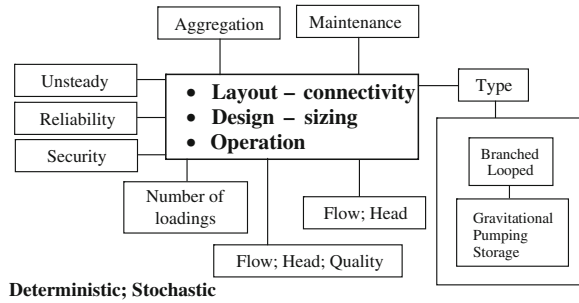 Aggregation
Maintenance
Unsteady
Reliability
Security
• Layout – connectivity
• Design – sizing
• Operation
Type
Branched
Looped
Gravitational
Pumping
Storage
Number of
loadings
Flow; Head
Flow; Head; Quality
Deterministic; Stochastic